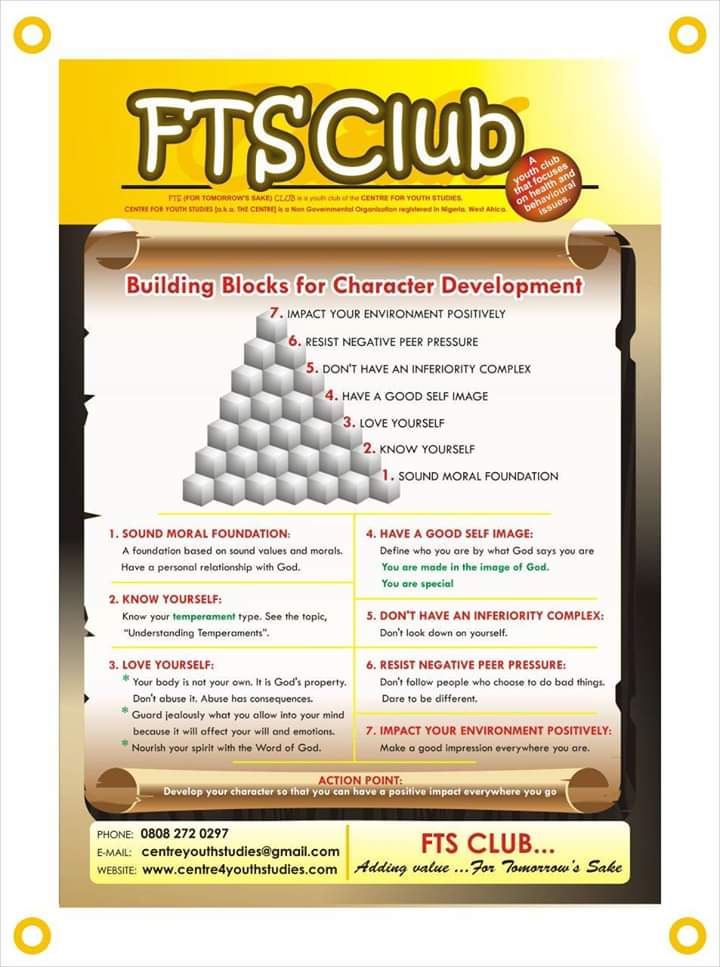 FTSClub
A
youth club
that focuses
on health and
behavioural
issues.
FTS (FOR TOMORROW'S SAKE) CLUB is a youth club of the CENTRE FOR YOUTH STUDIES.
CENTRE FOR YOUTH STUDIES [a.k.a. THE CENTRE] is a Non Governmental Organisation registered in Nigeria, West Africa.
Building Blocks for Character Development
7. IMPACT YOUR ENVIRONMENT POSITIVELY
6. RESIST NEGATIVE PEER PRESSURE
5. DON'T HAVE AN INFERIORITY COMPLEX
4. HAVE A GOOD SELF IMAGE
3. LOVE YOURSELF
2. KNOW YOURSELF
1. SOUND MORAL FOUNDATION
1. SOUND MORAL FOUNDATION:
A foundation based on sound values and morals.
Have a personal relationship with God.
2. KNOW YOURSELF:
Know your temperament type. See the topic,
"Understanding Temperaments".
3. LOVE YOURSELF:
* Your body is not your own. It is God's property.
Don't abuse it. Abuse has consequences.
* Guard jealously what you allow into your mind
because it will affect your will and emotions.
* Nourish your spirit with the Word of God.
4. HAVE A GOOD SELF IMAGE:
Define who you are by what God says you are
You are made in the image of God.
You are special
5. DON'T HAVE AN INFERIORITY COMPLEX:
Don't look down on yourself.
6. RESIST NEGATIVE PEER PRESSURE:
Don't follow people who choose to do bad things.
Dare to be different.
7. IMPACT YOUR ENVIRONMENT POSITIVELY:
Make a good impression everywhere you are.
ACTION POINT:
Develop your character so that you can have a positive impact everywhere you go
PHONE: 0808 272 0297
E-MAIL: centreyouthstudies@gmail.com
WEBSITE: www.centre4youthstudies.com
FTS CLUB...
Adding value ...For Tomorrow's Sake